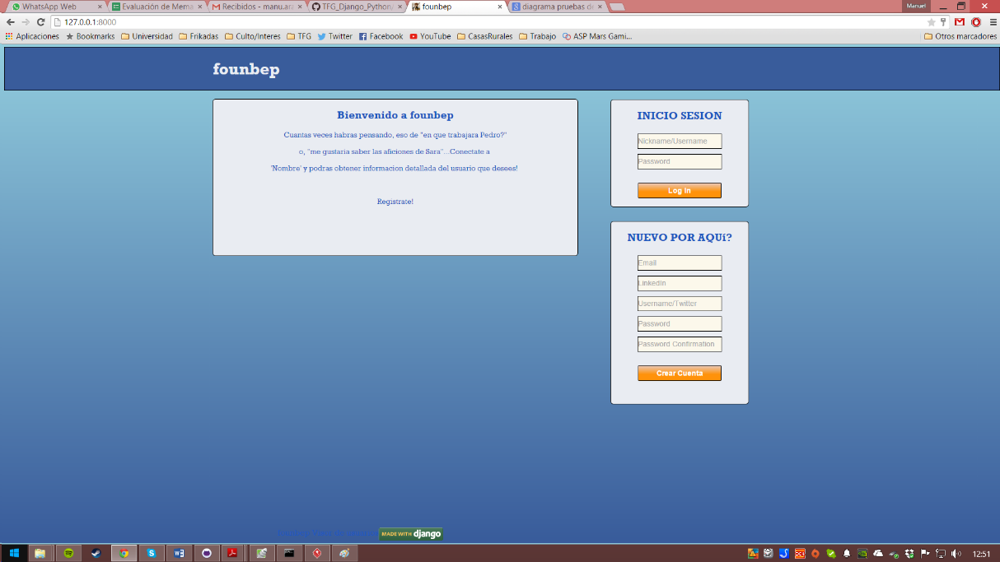 WhatsApp Web
Evaluación de Mema
Recibidos - manu.ar
TFG_Django_Python/
founbep
diagrama pruebas de
Manuel
127.0.0.1:8000
Aplicaciones
Bookmarks
Universidad
Frikadas
Culto/Interes
TFG
Twitter
Facebook
YouTube
CasasRurales
Trabajo
ASP Mars Gami...
Otros marcadores
founbep
Bienvenido a founbep
Cuantas veces habras pensando, eso de "en que trabajara Pedro?"
o, "me gustaria saber las aficiones de Sara"...Conectate a
'Nombre' y podras obtener informacion detallada del usuario que desees!
Registrate!
INICIO SESION
Nickname/Username
Password
Log In
NUEVO POR AQUí?
Email
LinkedIn
Username/Twitter
Password
Password Confirmation
Crear Cuenta
MADE WITH django
12:51